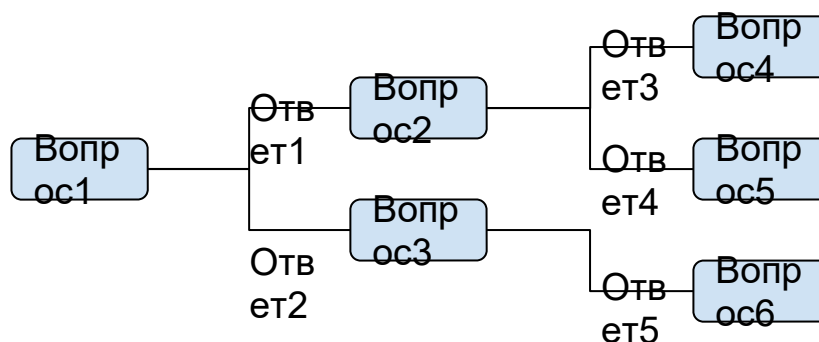 Вопр
ос1
Отв
ет1
Отв
ет2
Вопр
ос2
Вопр
ос3
Отв
ет3
Отв
ет4
Отв
ет5
Вопр
ос4
Вопр
ос5
Вопр
ос6